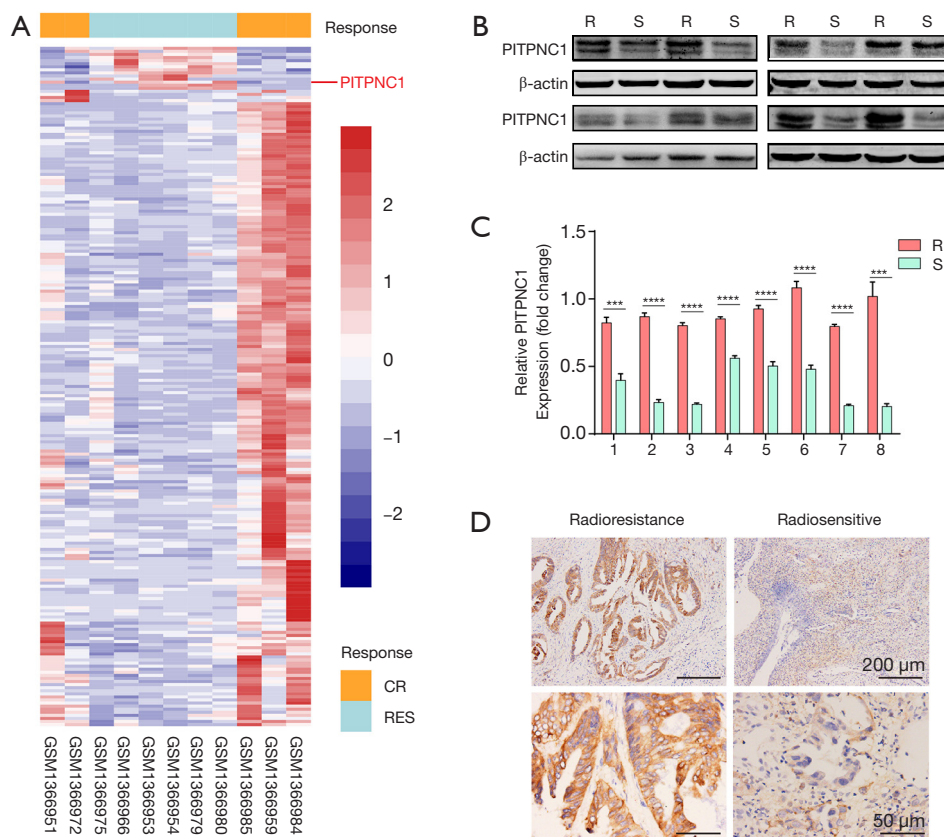 A
Response
PITPNC1
2
1
0
−1
−2
Response
CR
RES
GSM1366951
GSM1366972
GSM1366975
GSM1366966
GSM1366953
GSM1366954
GSM1366979
GSM1366980
GSM1366985
GSM1366959
GSM1366984
B
R S R S R S R S
PITPNC1
β-actin
PITPNC1
β-actin
C
Relative PITPNC1
Expression (fold change)
1.5
1.0
0.5
0.0
*** **** **** **** **** **** **** ***
1 2 3 4 5 6 7 8
R
S
D
Radioresistance Radiosensitive
200 μm
50 μm